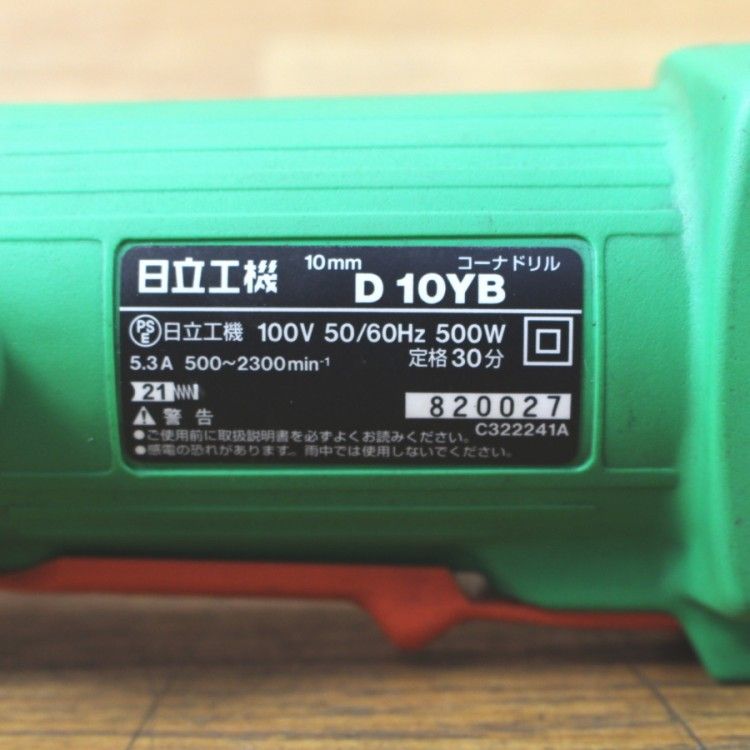 日立工機 10mm コーナドリル
D 10YB
PSE 日立工機 100V 50/60Hz 500W
5.3A 500～2300min⁻¹ 定格30分
21
820027
警告
C322241A
●ご使用前に取扱説明書を必ずよくお読みください。
●感電の恐れがあります。雨中では使用しないでください。